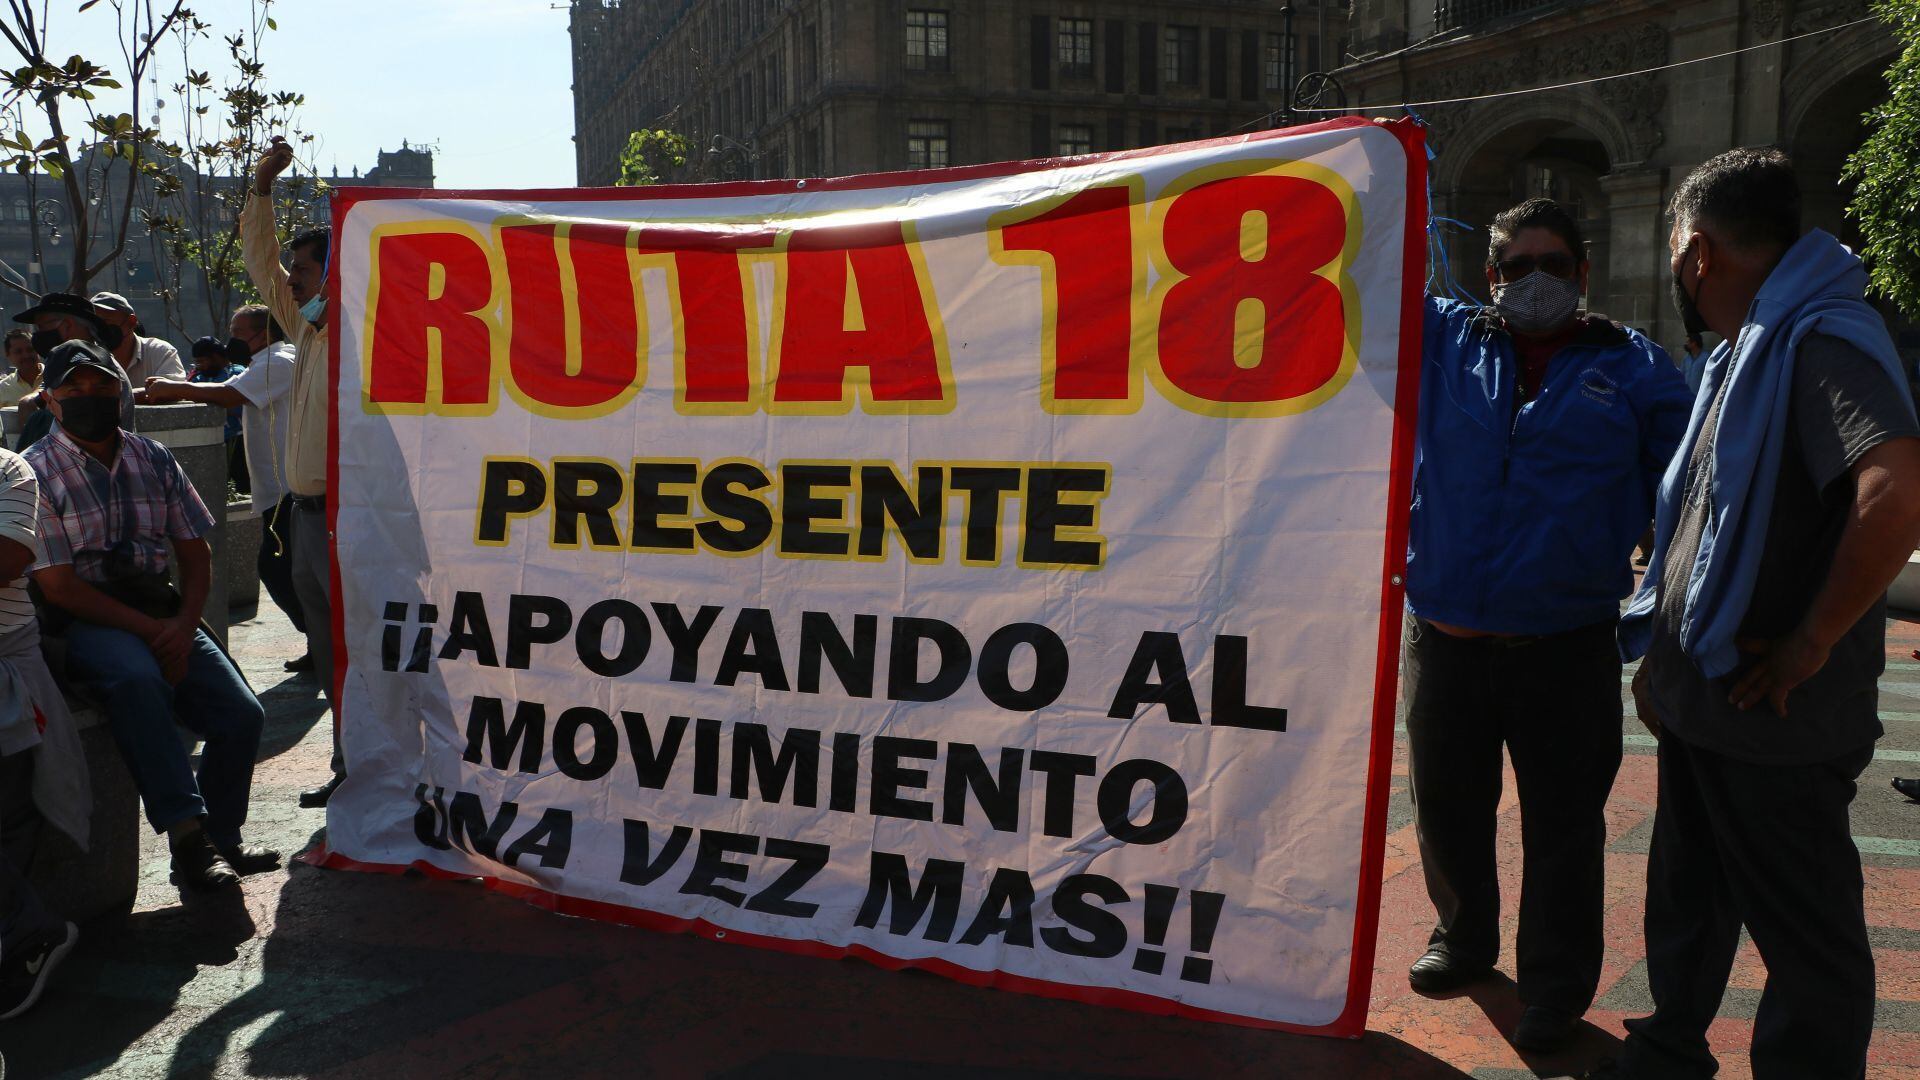 RUTA 18
PRESENTE
¡¡APOYANDO AL
MOVIMIENTO
UNA VEZ MAS!!